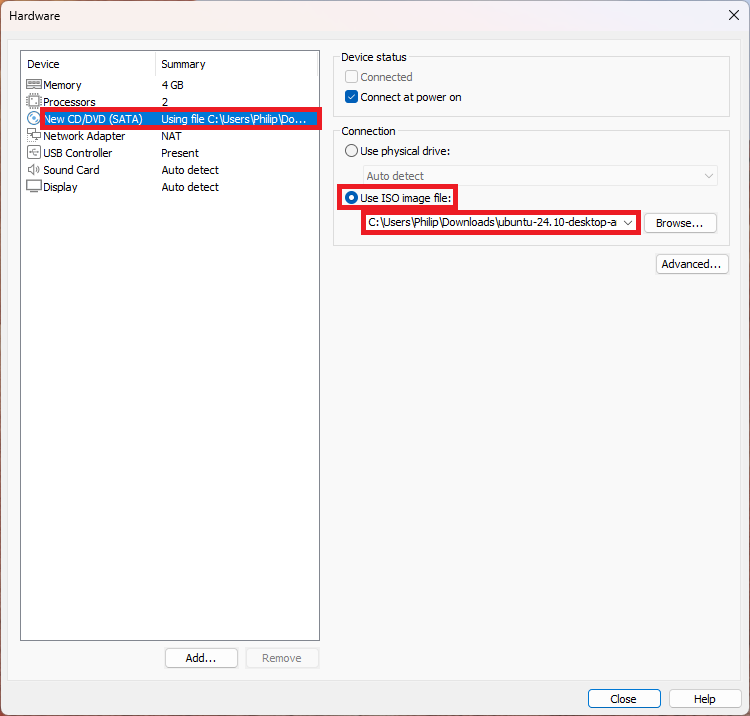 Hardware
Device Summary
Memory 4 GB
Processors 2
New CD/DVD (SATA) Using file C:\Users\Philip\Do...
Network Adapter NAT
USB Controller Present
Sound Card Auto detect
Display Auto detect
Add... Remove
Device status
Connected
Connect at power on
Connection
Use physical drive:
Auto detect
Use ISO image file:
C:\Users\Philip\Downloads\ubuntu-24.10-desktop-a Browse...
Advanced...
Close Help